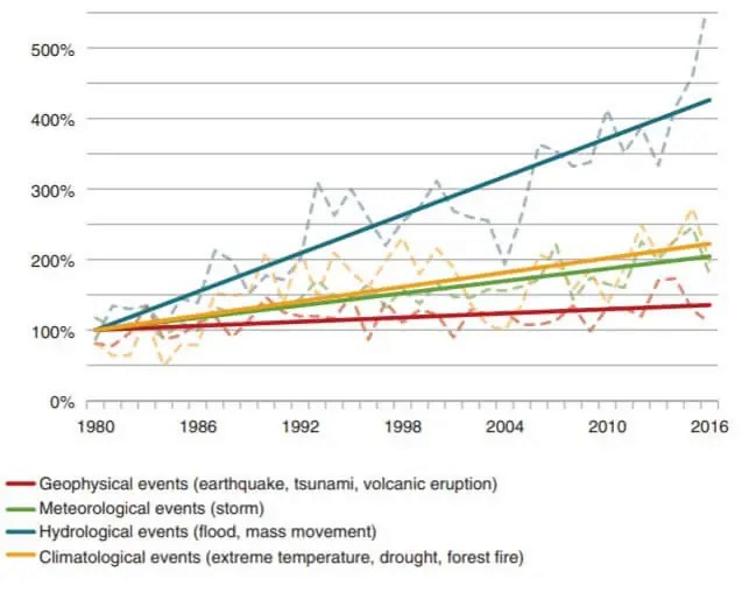 500%
400%
300%
200%
100%
0%
1980 1986 1992 1998 2004 2010 2016
Geophysical events (earthquake, tsunami, volcanic eruption)
Meteorological events (storm)
Hydrological events (flood, mass movement)
Climatological events (extreme temperature, drought, forest fire)